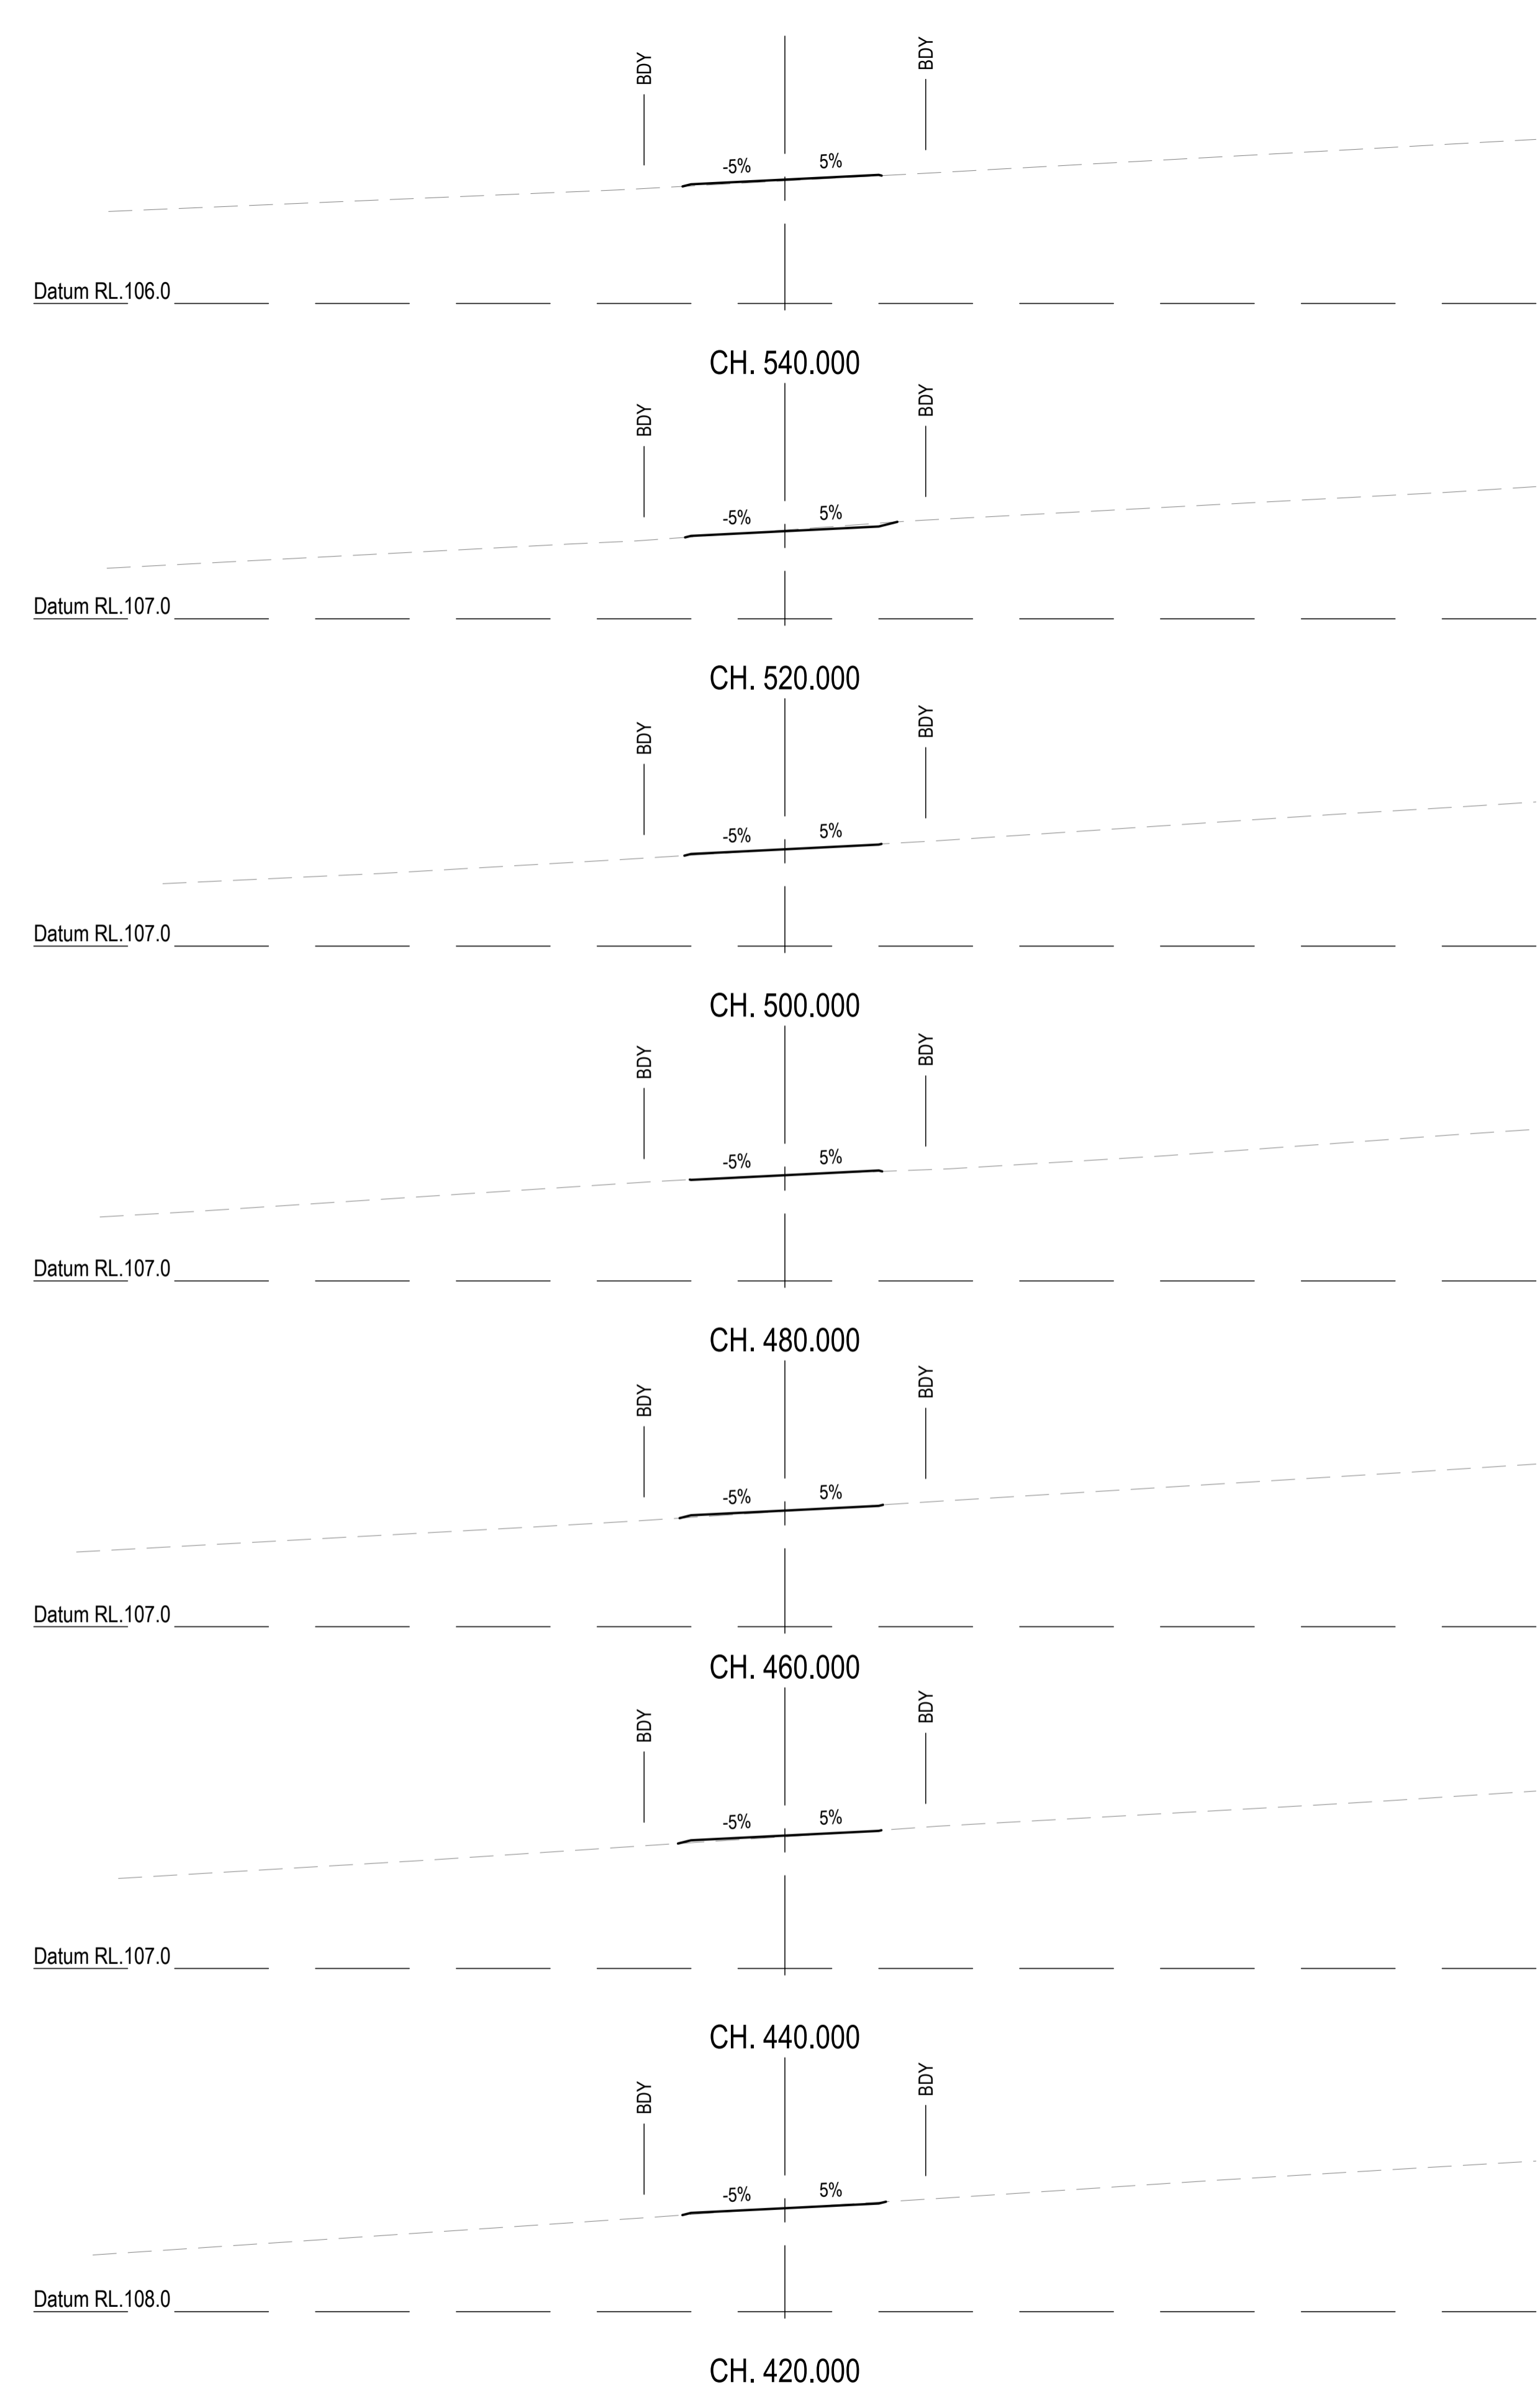 BDY
BDY
-5%
5%
Datum RL.106.0
CH. 540.000
BDY
BDY
-5%
5%
Datum RL.107.0
CH. 520.000
BDY
BDY
-5%
5%
Datum RL.107.0
CH. 500.000
BDY
BDY
-5%
5%
Datum RL.107.0
CH. 480.000
BDY
BDY
-5%
5%
Datum RL.107.0
CH. 460.000
BDY
BDY
-5%
5%
Datum RL.107.0
CH. 440.000
BDY
BDY
-5%
5%
Datum RL.108.0
CH. 420.000